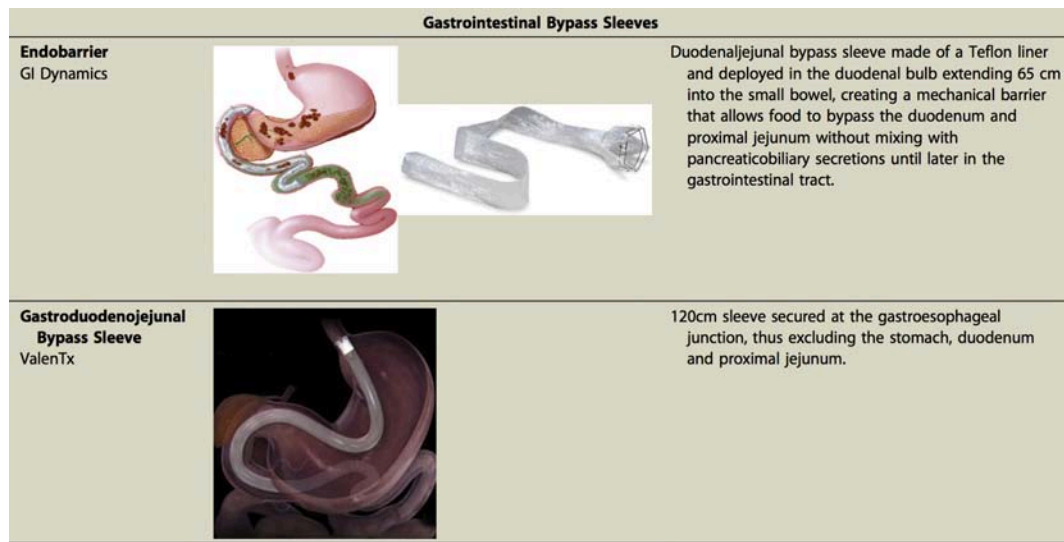 Gastrointestinal Bypass Sleeves
Endobarrier
GI Dynamics
Duodenaljejunal bypass sleeve made of a Teflon liner
and deployed in the duodenal bulb extending 65 cm
into the small bowel, creating a mechanical barrier
that allows food to bypass the duodenum and
proximal jejunum without mixing with
pancreaticobiliary secretions until later in the
gastrointestinal tract.
Gastroduodenojejunal
Bypass Sleeve
ValenTx
120cm sleeve secured at the gastroesophageal
junction, thus excluding the stomach, duodenum
and proximal jejunum.